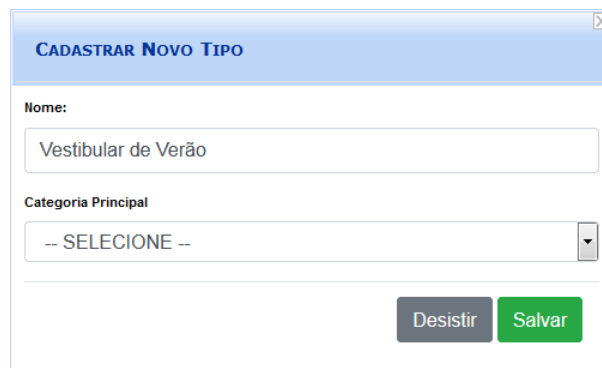 Cadastrar Novo Tipo
Nome:
Vestibular de Verão
Categoria Principal
-- SELECIONE --
Desistir Salvar